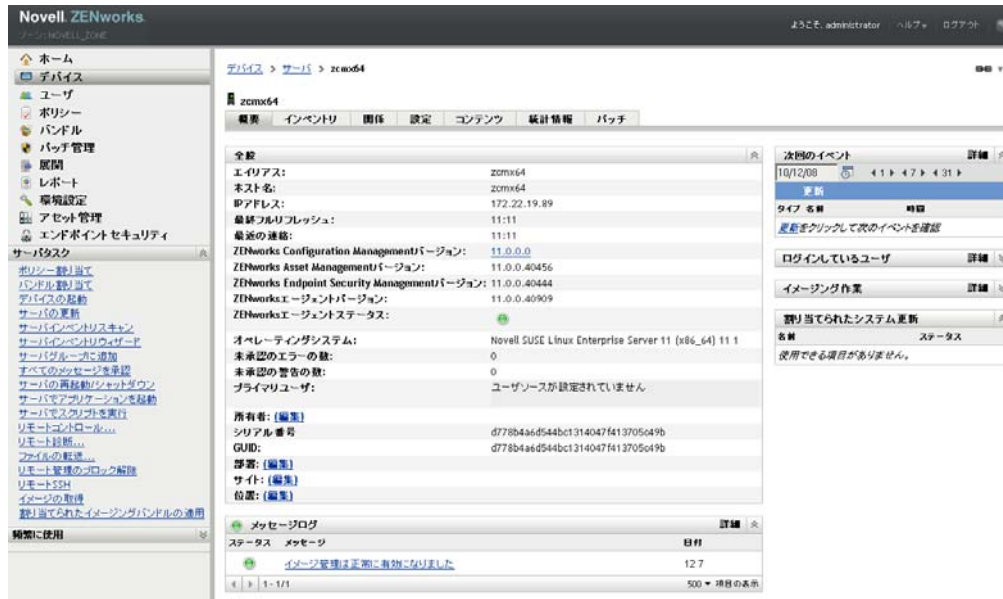 Novell. ZENworks.
ゾーン: NOVELL_ZONE
ようこそ, administrator ヘルプ ログアウト
ホーム
デバイス
ユーザ
ポリシー
バンドル
パッチ管理
展開
レポート
環境設定
アセット管理
エンドポイントセキュリティ
サーバタスク
ポリシー割り当て
バンドル割り当て
デバイスの起動
サーバの更新
サーバインベントリスキャン
サーバインベントリウィザード
サーバグループに追加
すべてのメッセージを承認
サーバの再起動/シャットダウン
サーバでアプリケーションを起動
サーバでスクリプトを実行
リモートコントロール...
リモート診断...
ファイルの転送...
リモート管理のブロック解除
リモートSSH
イメージの取得
割り当てられたイメージングバンドルの適用
頻繁に使用
デバイス > サーバ > zcmx64
zcmx64
概要 インベントリ 関係 設定 コンテンツ 統計情報 パッチ
全般
エイリアス: zcmx64
ホスト名: zcmx64
IPアドレス: 172.22.19.89
最終フルリフレッシュ: 11:11
最近の連絡: 11:11
ZENworks Configuration Managementバージョン: 11.0.0.0
ZENworks Asset Managementバージョン: 11.0.0.40456
ZENworks Endpoint Security Managementバージョン: 11.0.0.40444
ZENworksエージェントバージョン: 11.0.0.40909
ZENworksエージェントステータス:
オペレーティングシステム: Novell SUSE Linux Enterprise Server 11 (x86_64) 11 1
未承認のエラーの数: 0
未承認の警告の数: 0
プライマリユーザ: ユーザソースが設定されていません
所有者: (編集)
シリアル番号 d778b4a6d544bc1314047f413705c49b
GUID: d778b4a6d544bc1314047f413705c49b
部署: (編集)
サイト: (編集)
位置: (編集)
メッセージログ 詳細
ステータス メッセージ 日付
イメージ管理は正常に有効になりました 12 7
1 - 1/1 500 項目の表示
次回のイベント 詳細
10/12/08 1 7 31
更新
タイプ 名前 時間
更新をクリックして次のイベントを確認
ログインしているユーザ 詳細
イメージング作業 詳細
割り当てられたシステム更新
名前 ステータス
使用できる項目がありません。